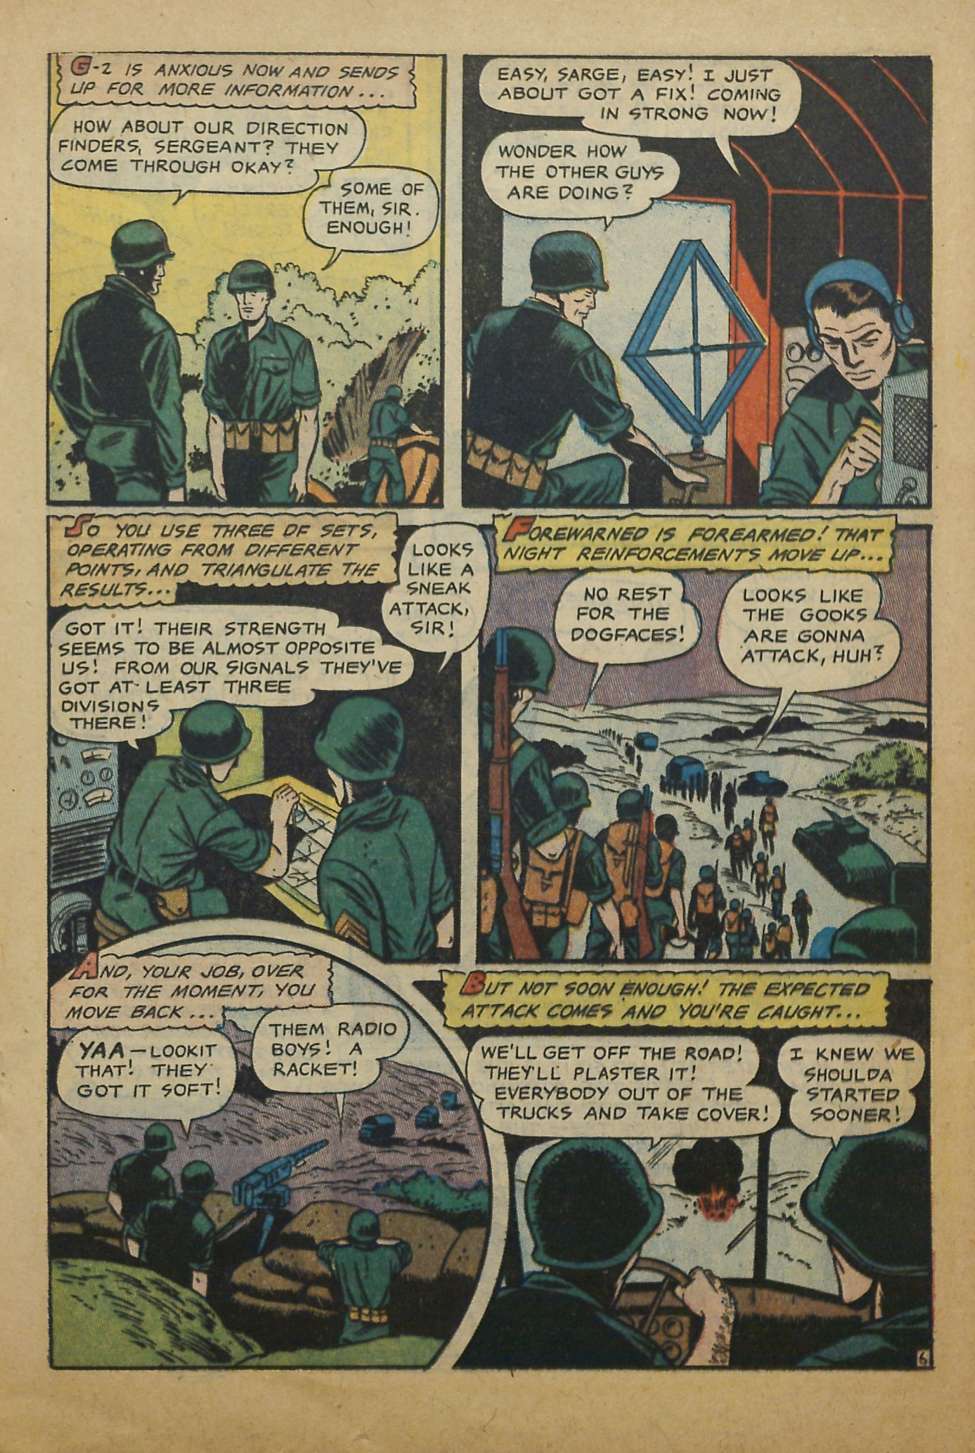 G-2 IS ANXIOUS NOW AND SENDS
UP FOR MORE INFORMATION...
HOW ABOUT OUR DIRECTION
FINDERS, SERGEANT? THEY
COME THROUGH OKAY?
SOME OF
THEM, SIR.
ENOUGH!
EASY, SARGE, EASY! I JUST
ABOUT GOT A FIX! COMING
IN STRONG NOW!
WONDER HOW
THE OTHER GUYS
ARE DOING?
SO YOU USE THREE DF SETS,
OPERATING FROM DIFFERENT
POINTS, AND TRIANGULATE THE
RESULTS...
LOOKS
LIKE A
SNEAK
ATTACK,
SIR!
GOT IT! THEIR STRENGTH
SEEMS TO BE ALMOST OPPOSITE
US! FROM OUR SIGNALS THEY'VE
GOT AT LEAST THREE
DIVISIONS
THERE!
FOREWARNED IS FOREARMED! THAT
NIGHT REINFORCEMENTS MOVE UP...
NO REST
FOR THE
DOGFACES!
LOOKS LIKE
THE GOOKS
ARE GONNA
ATTACK, HUH?
AND, YOUR JOB, OVER
FOR THE MOMENT, YOU
MOVE BACK...
YAA-LOOKIT
THAT! THEY
GOT IT SOFT!
THEM RADIO
BOYS! A
RACKET!
BUT NOT SOON ENOUGH! THE EXPECTED
ATTACK COMES AND YOU'RE CAUGHT...
WE'LL GET OFF THE ROAD!
THEY'LL PLASTER IT!
EVERYBODY OUT OF THE
TRUCKS AND TAKE COVER!
I KNEW WE
SHOULDA
STARTED
SOONER!
6